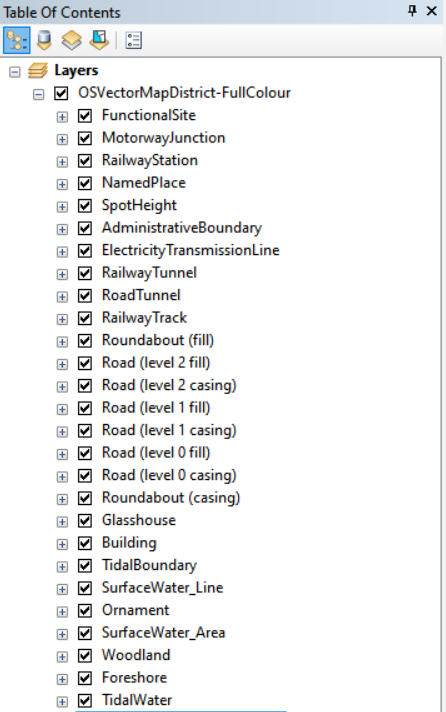 Table Of Contents
Layers
OSVectorMapDistrict-FullColour
FunctionalSite
MotorwayJunction
RailwayStation
NamedPlace
SpotHeight
AdministrativeBoundary
ElectricityTransmissionLine
RailwayTunnel
RoadTunnel
RailwayTrack
Roundabout (fill)
Road (level 2 fill)
Road (level 2 casing)
Road (level 1 fill)
Road (level 1 casing)
Road (level 0 fill)
Road (level 0 casing)
Roundabout (casing)
Glasshouse
Building
TidalBoundary
SurfaceWater_Line
Ornament
SurfaceWater_Area
Woodland
Foreshore
TidalWater